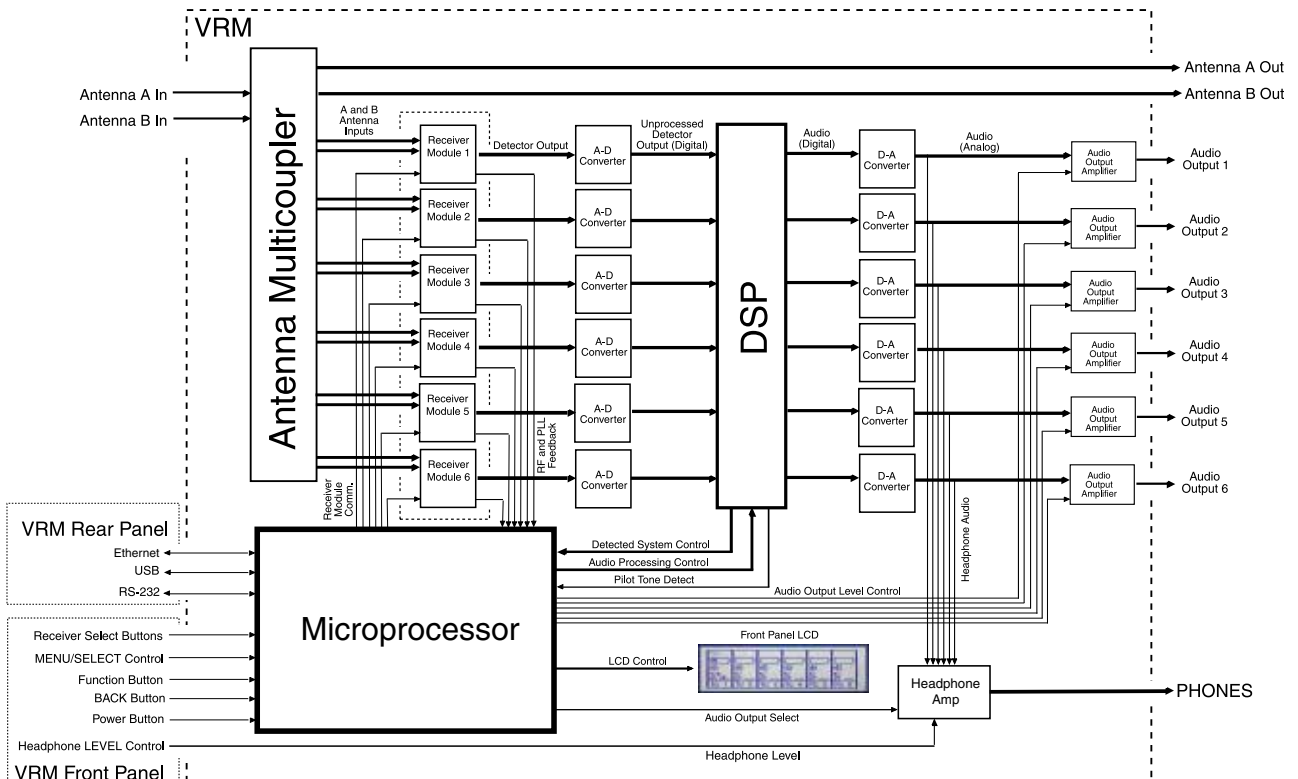 VRM
Antenna A In
Antenna B In
Antenna Multicoupler
Antenna A Out
Antenna B Out
A and B
Antenna
Inputs
Receiver
Module 1
Detector Output
A-D
Converter
Unprocessed
Detector
Output (Digital)
DSP
Audio
(Digital)
D-A
Converter
Audio
(Analog)
Audio
Output
Amplifier
Audio
Output 1
Receiver
Module 2
A-D
Converter
D-A
Converter
Audio
Output
Amplifier
Audio
Output 2
Receiver
Module 3
A-D
Converter
D-A
Converter
Audio
Output
Amplifier
Audio
Output 3
Receiver
Module 4
A-D
Converter
D-A
Converter
Audio
Output
Amplifier
Audio
Output 4
Receiver
Module 5
A-D
Converter
D-A
Converter
Audio
Output
Amplifier
Audio
Output 5
Receiver
Module 6
A-D
Converter
D-A
Converter
Audio
Output
Amplifier
Audio
Output 6
Receiver
Module
Comm.
RF and PLL
Feedback
Headphone Audio
VRM Rear Panel
Ethernet
USB
RS-232
Microprocessor
Detected System Control
Audio Processing Control
Pilot Tone Detect
Audio Output Level Control
Receiver Select Buttons
MENU/SELECT Control
Function Button
BACK Button
Power Button
Headphone LEVEL Control
VRM Front Panel
Front Panel LCD
LCD Control
Audio Output Select
Headphone
Amp
PHONES
Headphone Level